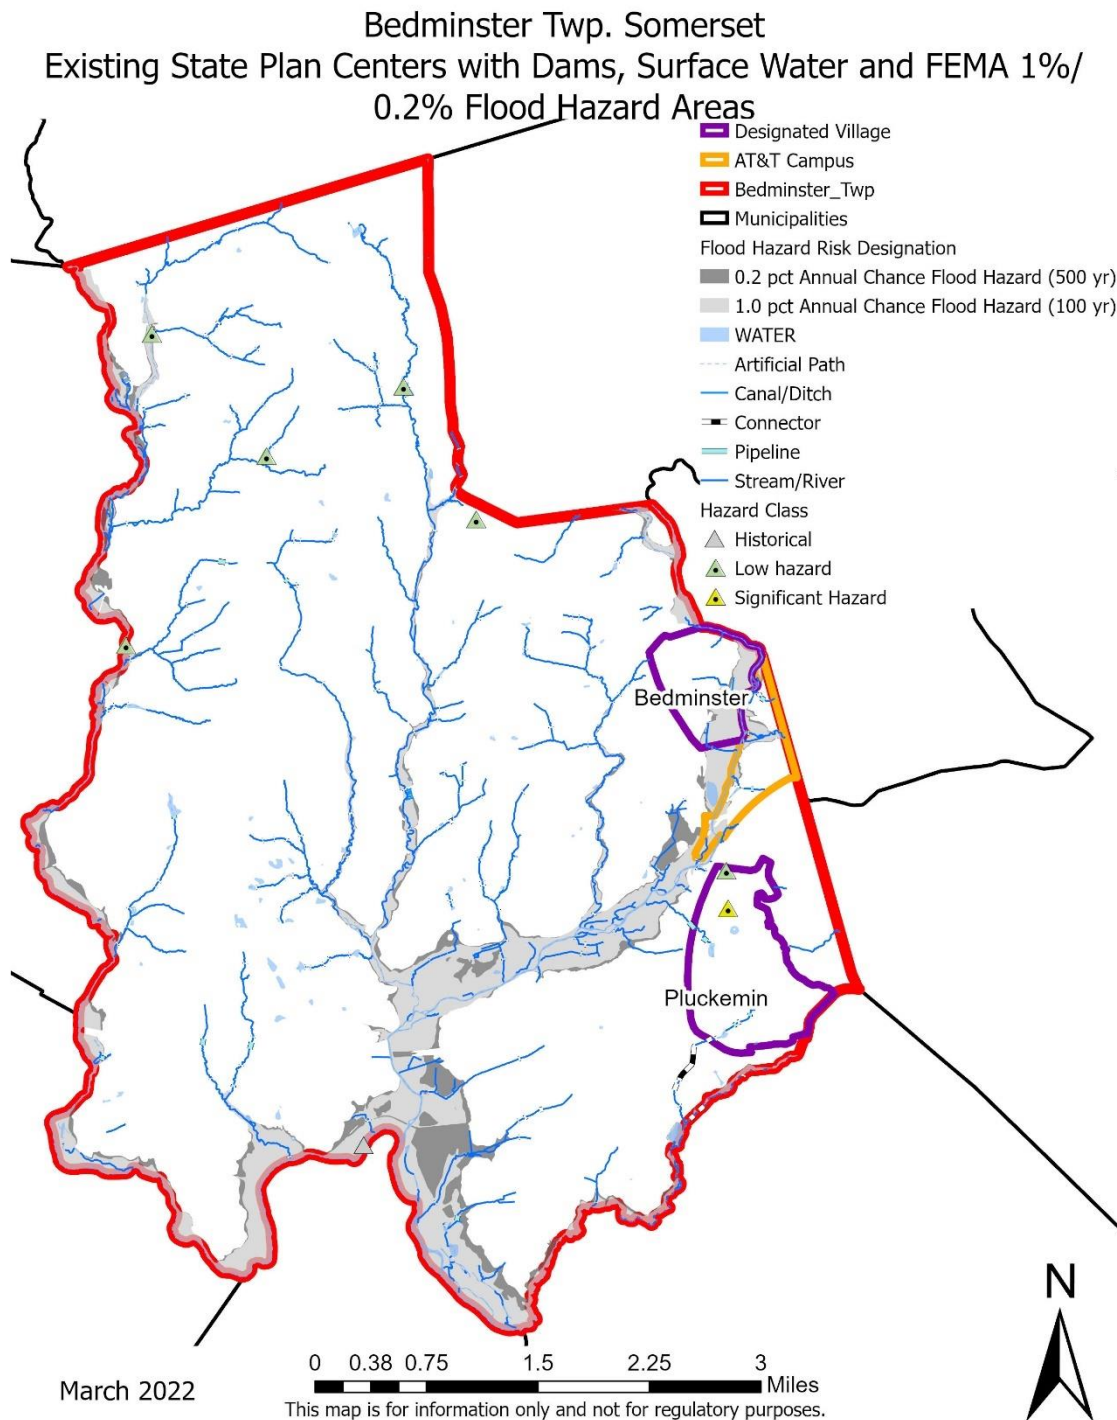 Bedminster Twp. Somerset
Existing State Plan Centers with Dams, Surface Water and FEMA 1%/
0.2% Flood Hazard Areas
Designated Village
AT&T Campus
Bedminster_Twp
Municipalities
Flood Hazard Risk Designation
0.2 pct Annual Chance Flood Hazard (500 yr)
1.0 pct Annual Chance Flood Hazard (100 yr)
WATER
Artificial Path
Canal/Ditch
Connector
Pipeline
Stream/River
Hazard Class
Historical
Low hazard
Significant Hazard
Bedminster
Pluckemin
N
0 0.38 0.75 1.5 2.25 3
Miles
March 2022
This map is for information only and not for regulatory purposes.